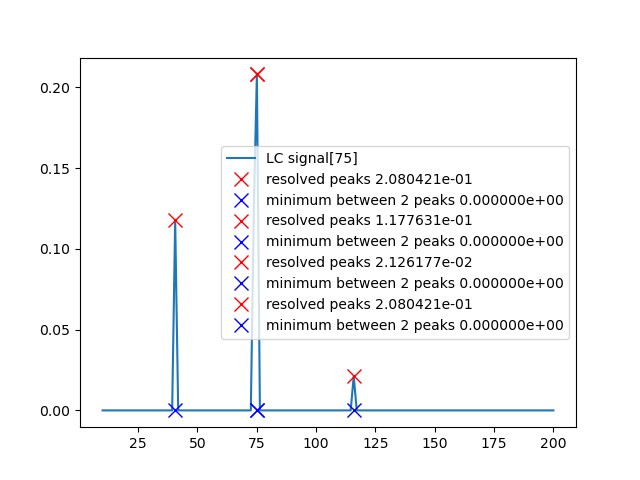 0.20
0.15
0.10
0.05
0.00
LC signal[75]
resolved peaks 2.080421e-01
minimum between 2 peaks 0.000000e+00
resolved peaks 1.177631e-01
minimum between 2 peaks 0.000000e+00
resolved peaks 2.126177e-02
minimum between 2 peaks 0.000000e+00
resolved peaks 2.080421e-01
minimum between 2 peaks 0.000000e+00
25 50 75 100 125 150 175 200